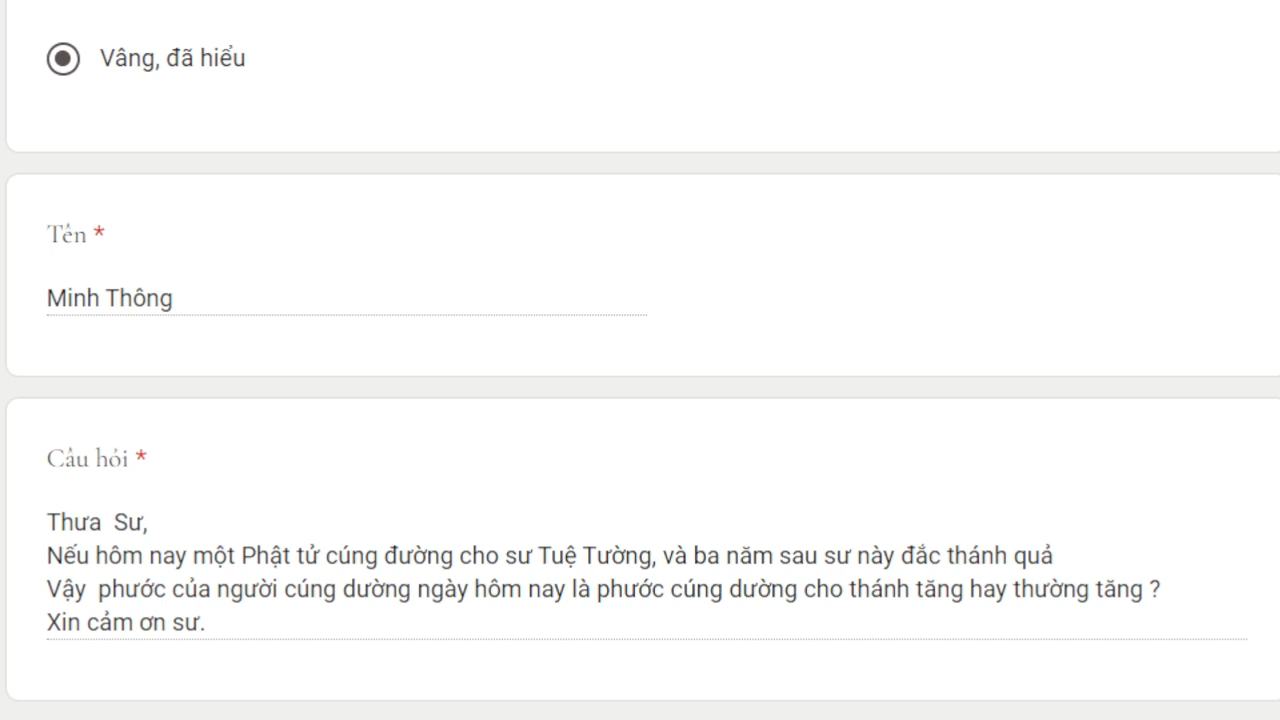 Vâng, đã hiểu
Tên *
Minh Thông
Câu hỏi *
Thưa  Sư,
Nếu hôm nay một Phật tử cúng đường cho sư Tuệ Tường, và ba năm sau sư này đắc thánh quả
Vậy  phước của người cúng dường ngày hôm nay là phước cúng dường cho thánh tăng hay thường tăng ?
Xin cảm ơn sư.